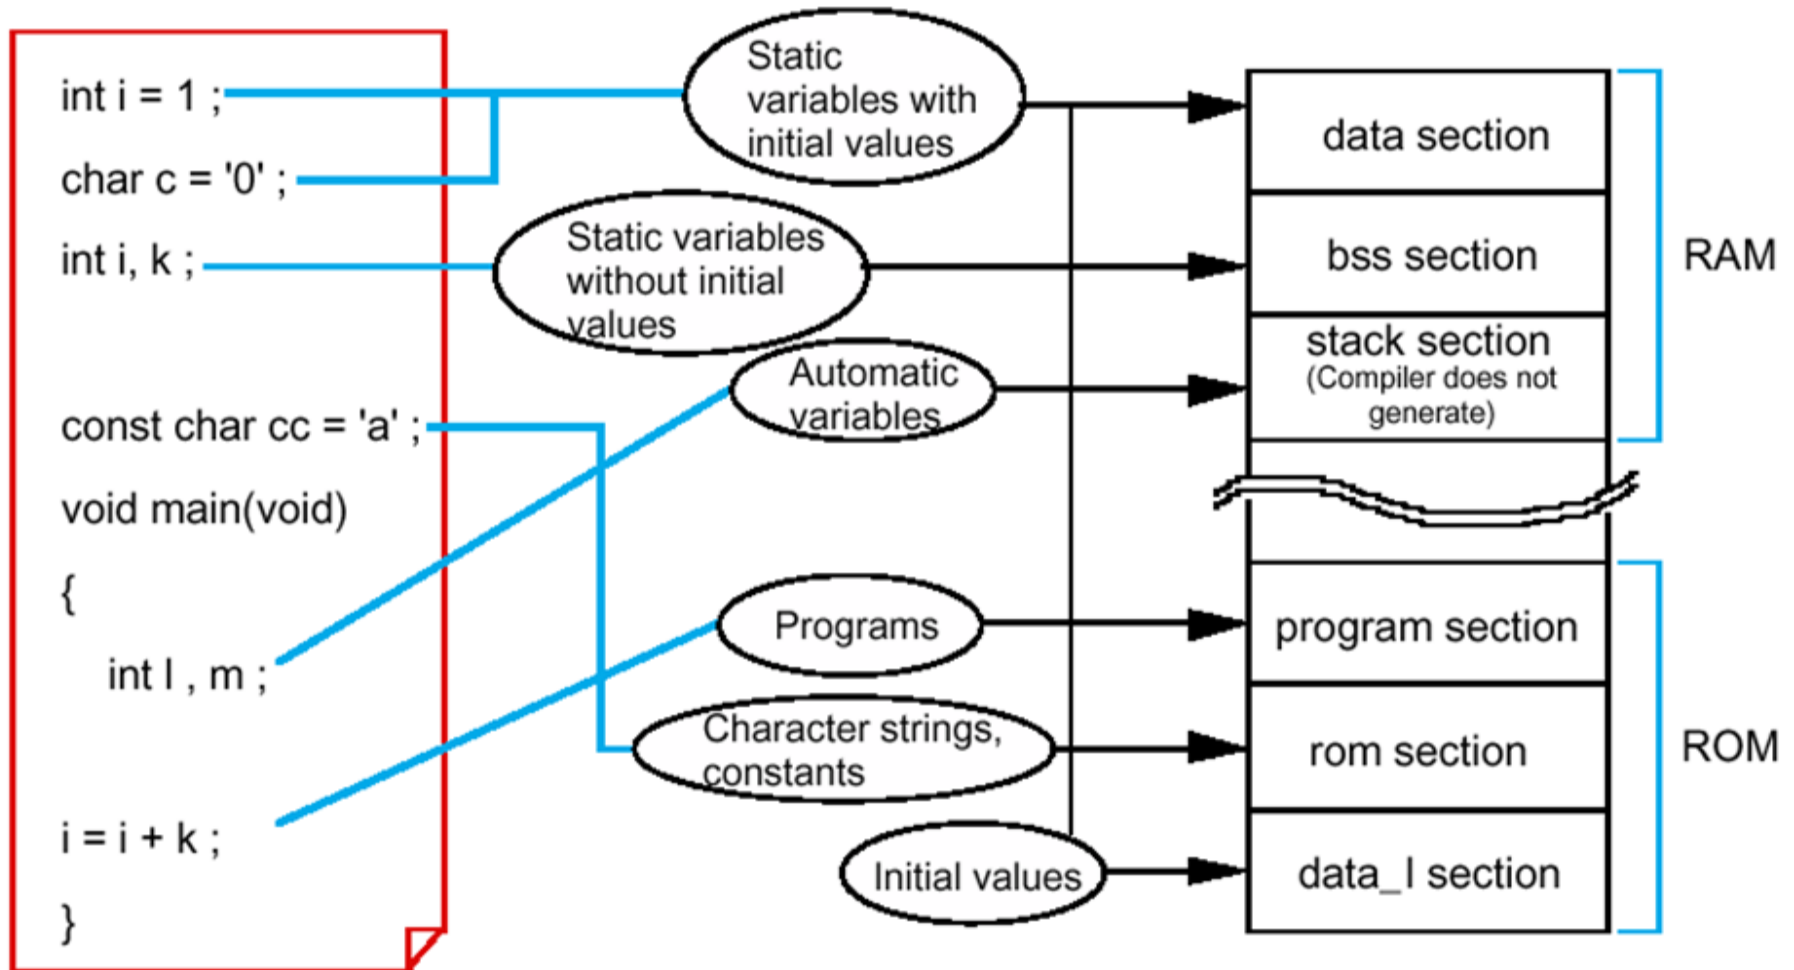 int i = 1 ;
char c = '0' ;
int i, k ;
const char cc = 'a' ;
void main(void)
{
int l , m ;
i = i + k ;
}
Static
variables with
initial values
Static variables
without initial
values
Automatic
variables
Programs
Character strings,
constants
Initial values
data section
bss section
stack section
(Compiler does not
generate)
program section
rom section
data_I section
RAM
ROM